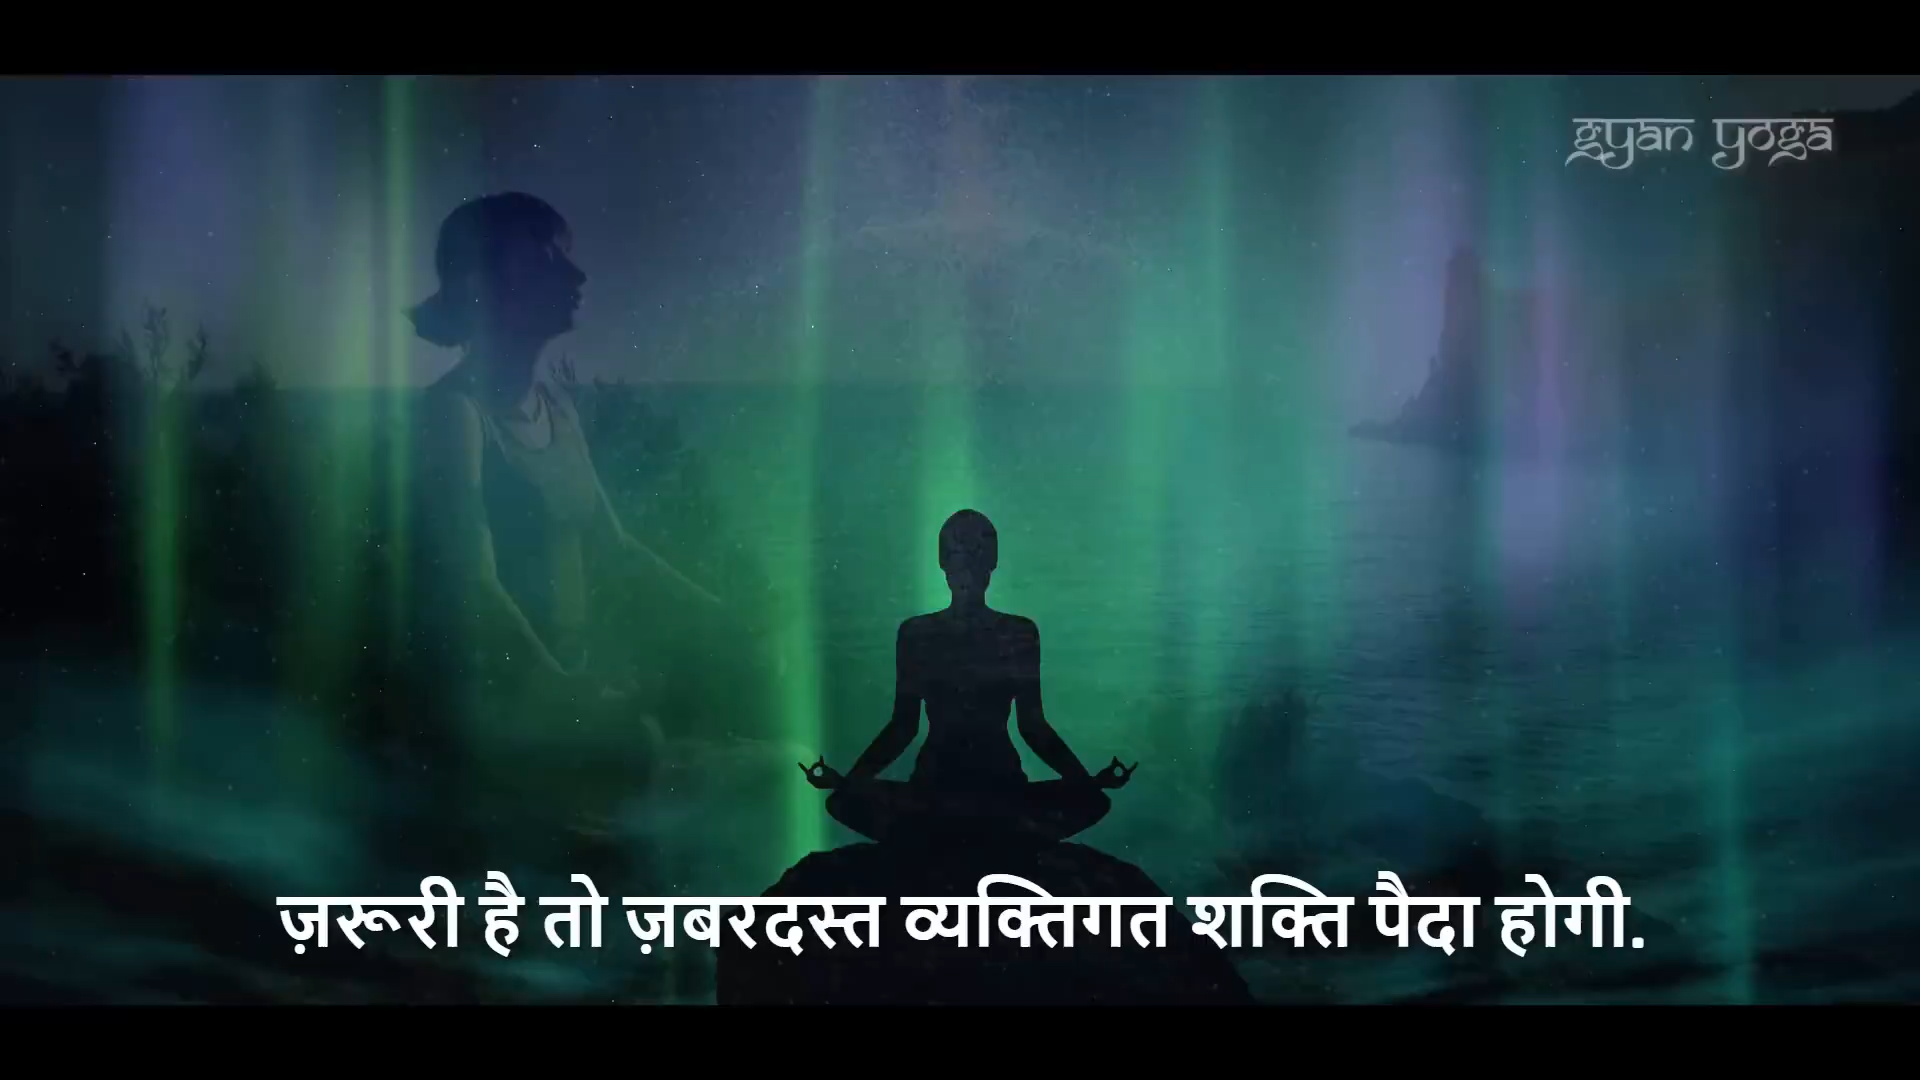 gyan yoga
ज़रूरी है तो ज़बरदस्त व्यक्तिगत शक्ति पैदा होगी.